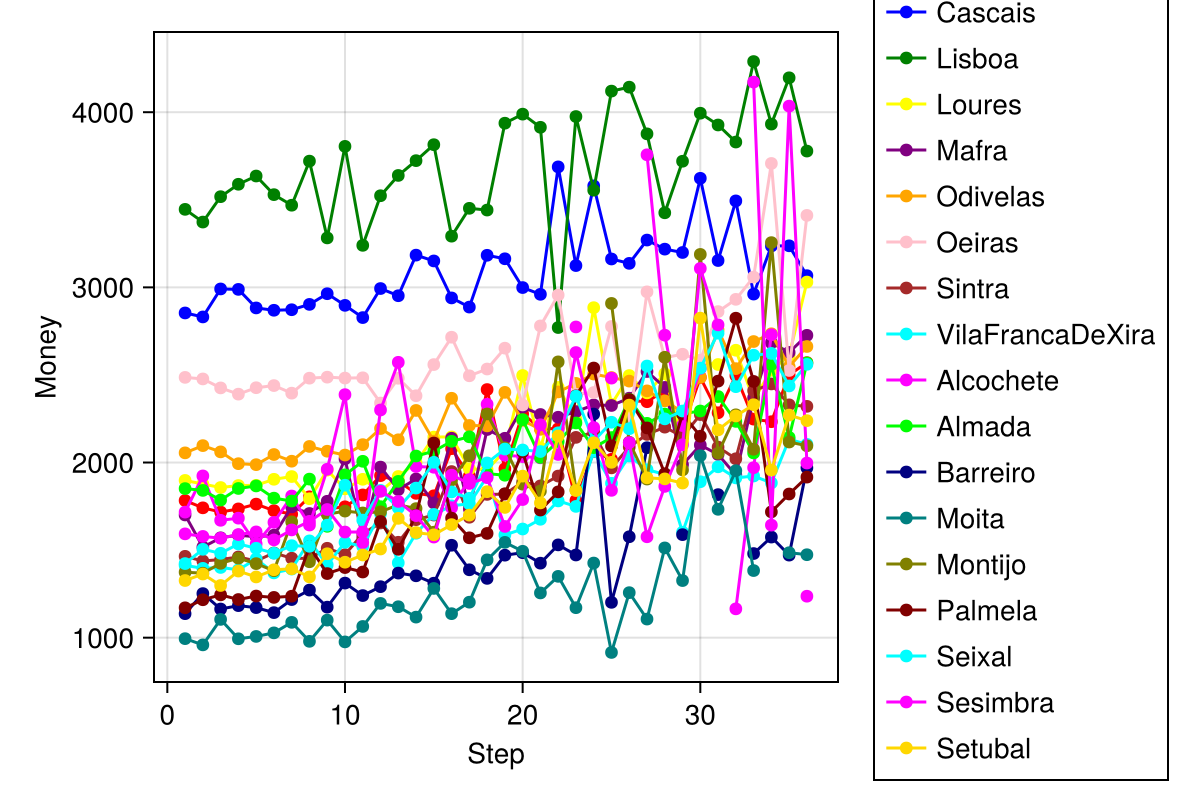 4000
3000
2000
1000
Money
0
10
20
30
Step
Cascais
Lisboa
Loures
Mafra
Odivelas
Oeiras
Sintra
VilaFrancaDeXira
Alcochete
Almada
Barreiro
Moita
Montijo
Palmela
Seixal
Sesimbra
Setubal